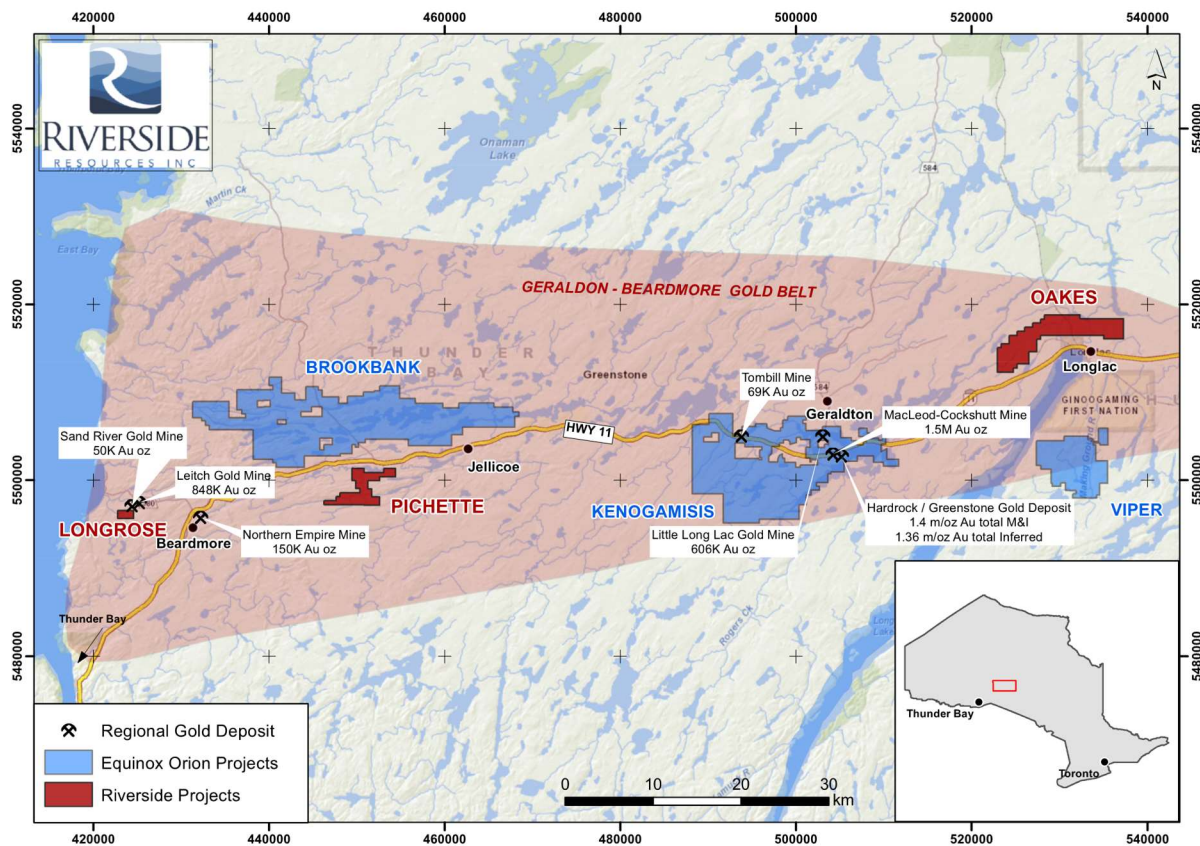 420000 440000 460000 480000 500000 520000 540000
RIVERSIDE
RESOURCES INC
N
5540000
5540000
Onaman
Lake
584
Martin Ck
East Bay
GERALDON - BEARDMORE GOLD BELT
5520000
5520000
OAKES
THUNDER
BAY
BROOKBANK
Greenstone
Longlac
Longlac
Tombill Mine
69K Au oz
584
Geraldton
GINOOGAMING
FIRST NATION
MacLeod-Cockshutt Mine
1.5M Au oz
HWY 11
Sand River Gold Mine
50K Au oz
Jellicoe
Leitch Gold Mine
848K Au oz
5500000
5500000
PICHETTE
KENOGAMISIS
VIPER
LONGROSE
Beardmore
Northern Empire Mine
150K Au oz
Little Long Lac Gold Mine
606K Au oz
Hardrock / Greenstone Gold Deposit
1.4 m/oz Au total M&I
1.36 m/oz Au total Inferred
Rogers Ck
Thunder Bay
5480000
5480000
Regional Gold Deposit
Equinox Orion Projects
Riverside Projects
0 10 20 30
km
Thunder Bay
Toronto
420000 440000 460000 480000 500000 520000 540000